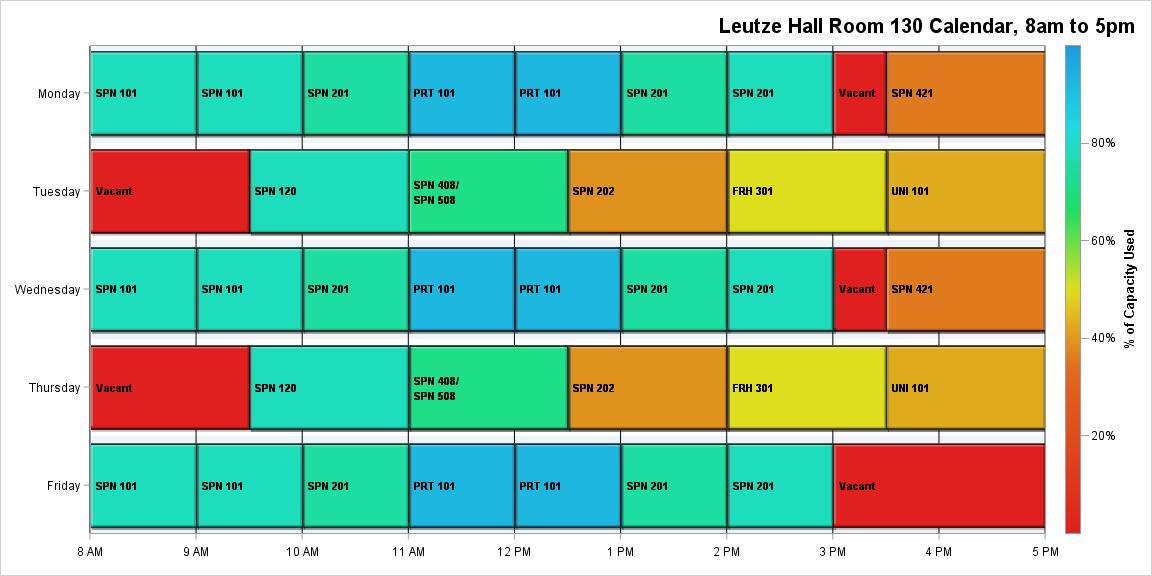 Leutze Hall Room 130 Calendar, 8am to 5pm
Monday
SPN 101
SPN 101
SPN 201
PRT 101
PRT 101
SPN 201
SPN 201
Vacant
SPN 421
Tuesday
Vacant
SPN 120
SPN 408/
SPN 508
SPN 202
FRH 301
UNI 101
Wednesday
SPN 101
SPN 101
SPN 201
PRT 101
PRT 101
SPN 201
SPN 201
Vacant
SPN 421
Thursday
Vacant
SPN 120
SPN 408/
SPN 508
SPN 202
FRH 301
UNI 101
Friday
SPN 101
SPN 101
SPN 201
PRT 101
PRT 101
SPN 201
SPN 201
Vacant
8 AM
9 AM
10 AM
11 AM
12 PM
1 PM
2 PM
3 PM
4 PM
5 PM
80%
60%
40%
20%
% of Capacity Used